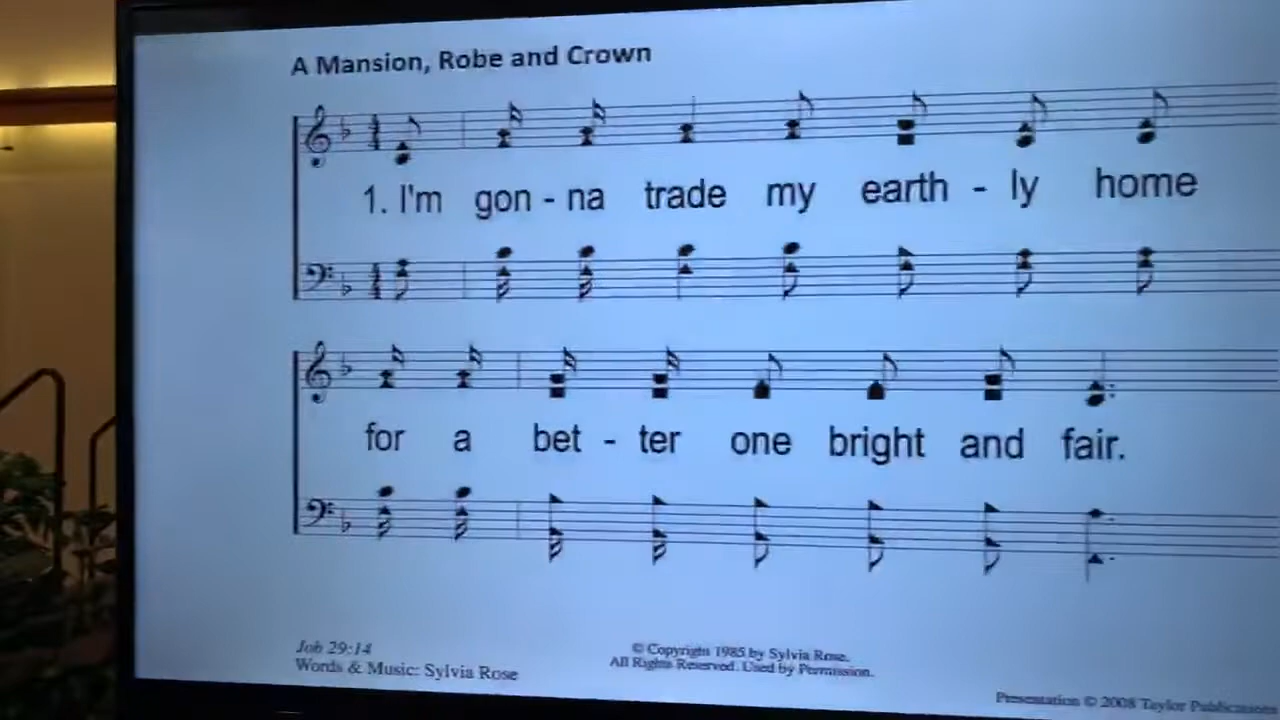 A Mansion, Robe and Crown
1. I'm gon - na trade my earth - ly home
for a bet - ter one bright and fair.
Job 29:14
Words & Music: Sylvia Rose
© Copyright 1985 by Sylvia Rose.
All Rights Reserved. Used by Permission.
Presentation © 2008 Taylor Publications